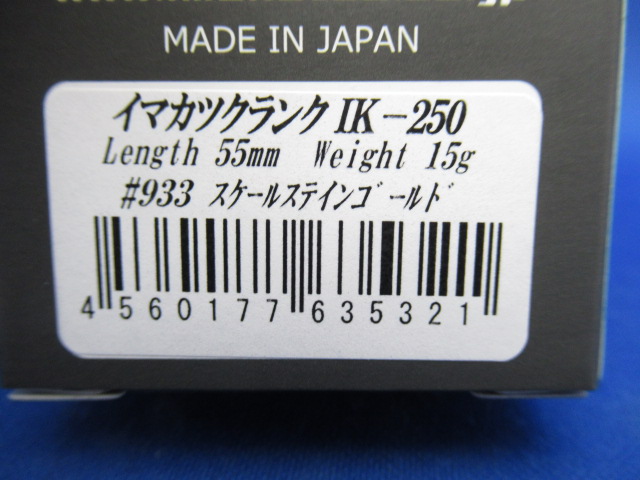 MADE IN JAPAN
イマカツクランク IK-250
Length 55mm Weight 15g
#933 スケールステインゴールド
4 560177 635321